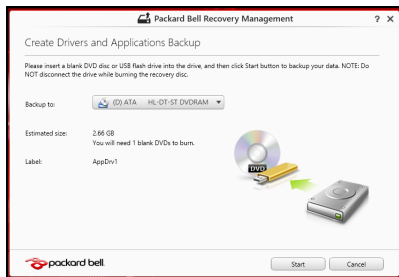 Packard Bell Recovery Management
? X
Create Drivers and Applications Backup
Please insert a blank DVD disc or USB flash drive into the drive, and then click Start button to backup your data. NOTE: Do
NOT disconnect the drive while burning the recovery disc.
Backup to:
(D) ATA HL-DT-ST DVDRAM
Estimated size:
2.66 GB
You will need 1 blank DVDs to burn.
Label:
AppDrv1
DVD
packard bell
Start
Cancel